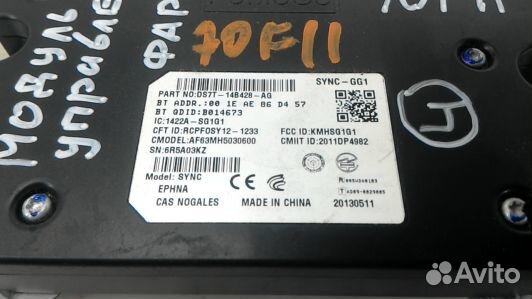 модуль
управле
ФАР
70F11
SYNC-GG1
PART NO:DS7T-14B428-AG
BT ADDR.:00 1E AE 86 D4 57
BT QDID:B014673
IC:1422A-SG1G1
CFT ID:RCPFOSY12-1233
FCC ID:KMHSG1G1
CMODEL:AF63MH5030600
CMIIT ID:2011DP4982
SN:6R5A03KZ
Model: SYNC
EPHNA
CAS NOGALES
MADE IN CHINA
20130511
14
Avito